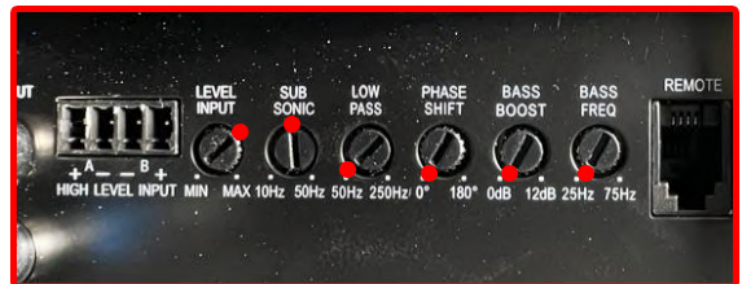 UT
LEVEL INPUT
SUB SONIC
LOW PASS
PHASE SHIFT
BASS BOOST
BASS FREQ
REMOTE
+ A – – B +
HIGH LEVEL INPUT
MIN MAX
10Hz 50Hz
50Hz 250Hz/
0° 180°
0dB 12dB
25Hz 75Hz